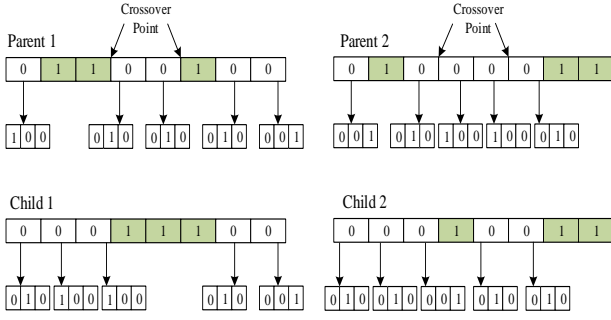 Crossover
Point
Parent 1
0 1 1 0 0 1 0 0
1 0 0 0 1 0 0 1 0 0 1 0 0 0 1
Crossover
Point
Parent 2
0 1 0 0 0 0 1 1
0 0 1 0 1 0 1 0 0 1 0 0 0 1 0
Child 1
0 0 0 1 1 1 0 0
0 1 0 1 0 0 1 0 0 0 1 0 0 0 1
Child 2
0 0 0 1 0 0 1 1
0 1 0 0 1 0 0 0 1 0 1 0 0 1 0